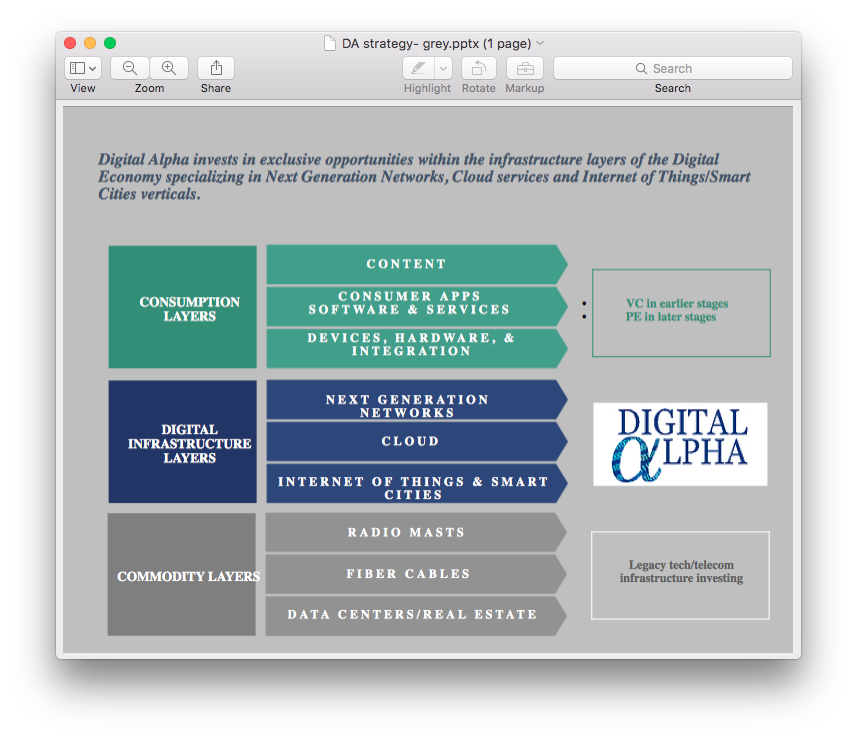 DA strategy- grey.pptx (1 page)
Search
View
Zoom
Share
Highlight
Rotate
Markup
Search
Digital Alpha invests in exclusive opportunities within the infrastructure layers of the Digital
Economy specializing in Next Generation Networks, Cloud services and Internet of Things/Smart
Cities verticals.
CONSUMPTION
LAYERS
CONTENT
CONSUMER APPS
SOFTWARE & SERVICES
DEVICES, HARDWARE, &
INTEGRATION
VC in earlier stages
PE in later stages
DIGITAL
INFRASTRUCTURE
LAYERS
NEXT GENERATION
NETWORKS
CLOUD
INTERNET OF THINGS & SMART
CITIES
DIGITAL
αLPHA
COMMODITY LAYERS
RADIO MASTS
FIBER CABLES
DATA CENTERS/REAL ESTATE
Legacy tech/telecom
infrastructure investing